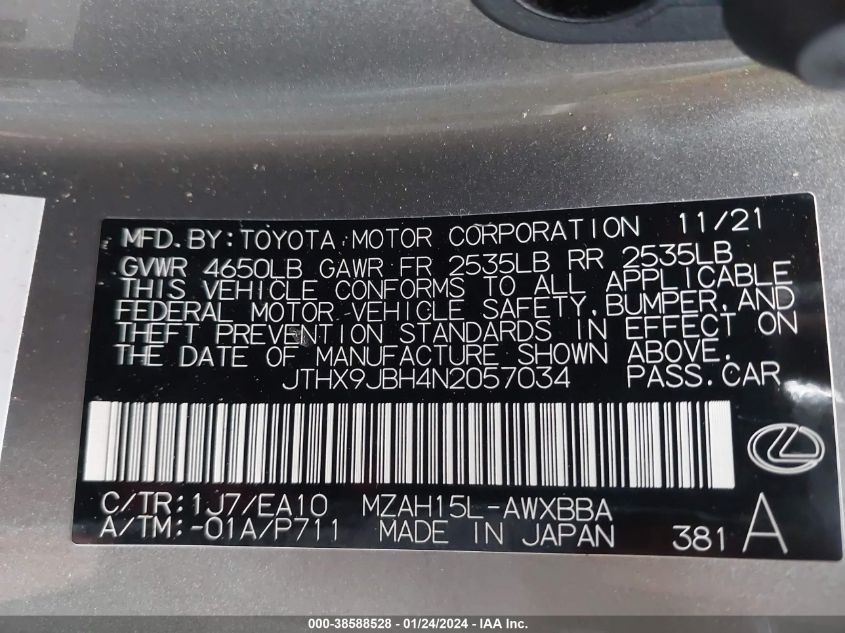 MFD. BY: TOYOTA MOTOR CORPORATION 11/21
GVWR 4650LB GAWR FR 2535LB RR 2535LB
THIS VEHICLE CONFORMS TO ALL APPLICABLE
FEDERAL MOTOR VEHICLE SAFETY, BUMPER, AND
THEFT PREVENTION STANDARDS IN EFFECT ON
THE DATE OF MANUFACTURE SHOWN ABOVE.
JTHX9JBH4N2057034 PASS. CAR
C/TR: 1J7/EA10 MZAH15L-AWXBBA
A/TM: -01A/P711 MADE IN JAPAN 381 A
000-38588528 - 01/24/2024 - IAA Inc.